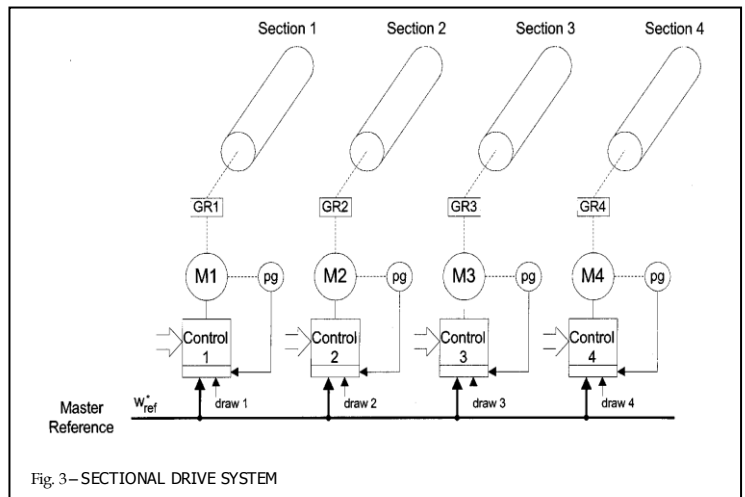 Section 1 Section 2 Section 3 Section 4
GR1 GR2 GR3 GR4
M1 pg M2 pg M3 pg M4 pg
Control 1 Control 2 Control 3 Control 4
Master Reference
w*ref draw 1 draw 2 draw 3 draw 4
Fig. 3 – SECTIONAL DRIVE SYSTEM